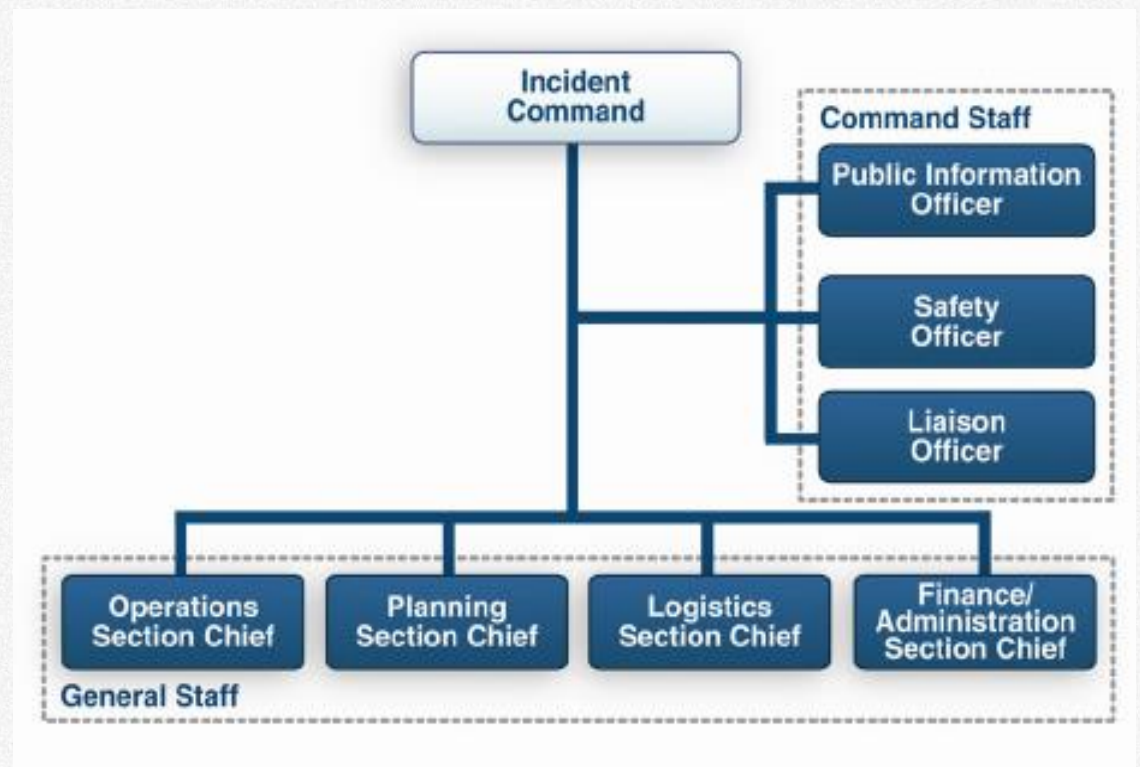 Incident
Command
Command Staff
Public Information
Officer
Safety
Officer
Liaison
Officer
Operations
Section Chief
Planning
Section Chief
Logistics
Section Chief
Finance/
Administration
Section Chief
General Staff